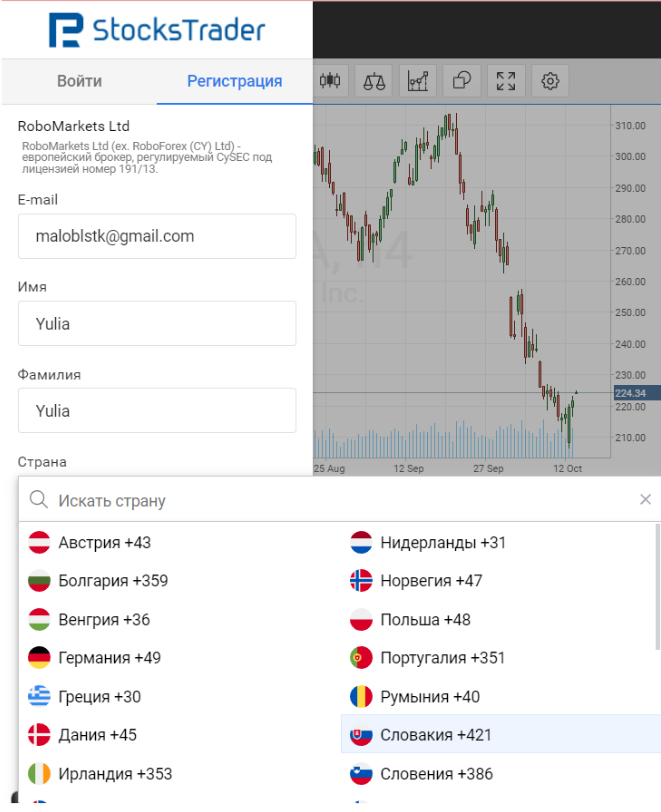 StocksTrader
Войти
Регистрация
RoboMarkets Ltd
RoboMarkets Ltd (ex. RoboForex (CY) Ltd) -
европейский брокер, регулируемый CySEC под
лицензией номер 191/13.
E-mail
maloblstk@gmail.com
Имя
Yulia
Фамилия
Yulia
Страна
A, H4
Inc.
310.00
300.00
290.00
280.00
270.00
260.00
250.00
240.00
230.00
224.34
220.00
210.00
25 Aug
12 Sep
27 Sep
12 Oct
Искать страну
Австрия +43
Нидерланды +31
Болгария +359
Норвегия +47
Венгрия +36
Польша +48
Германия +49
Португалия +351
Греция +30
Румыния +40
Дания +45
Словакия +421
Ирландия +353
Словения +386